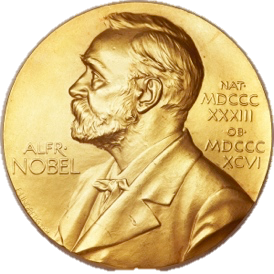 ALFR·
NOBEL
NAT·
MDCCC
XXXIII
·OB·
MDCCC
XCVI